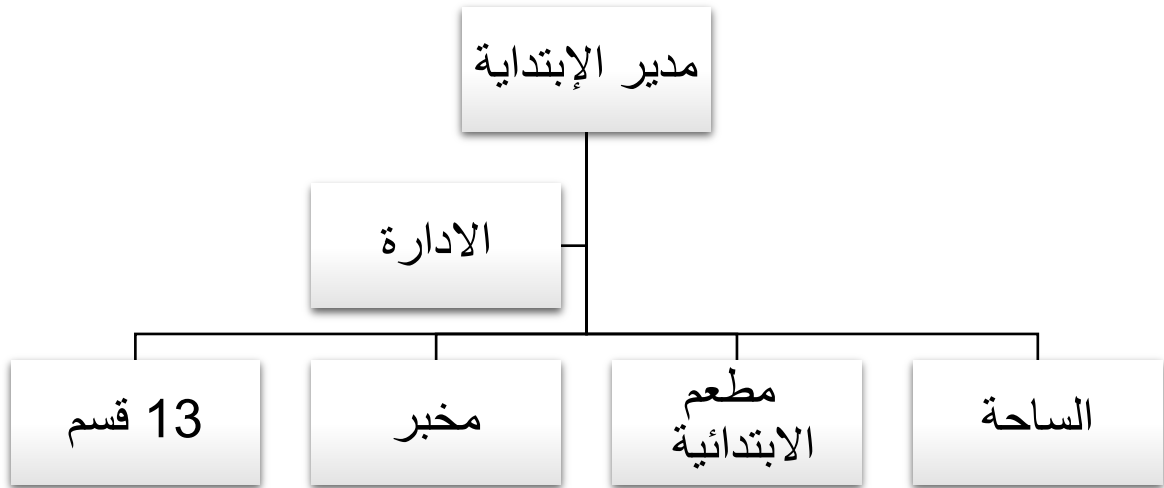 مدير الإبتداية
الادارة
الساحة
مطعم
الابتدائية
مخبر
13 قسم